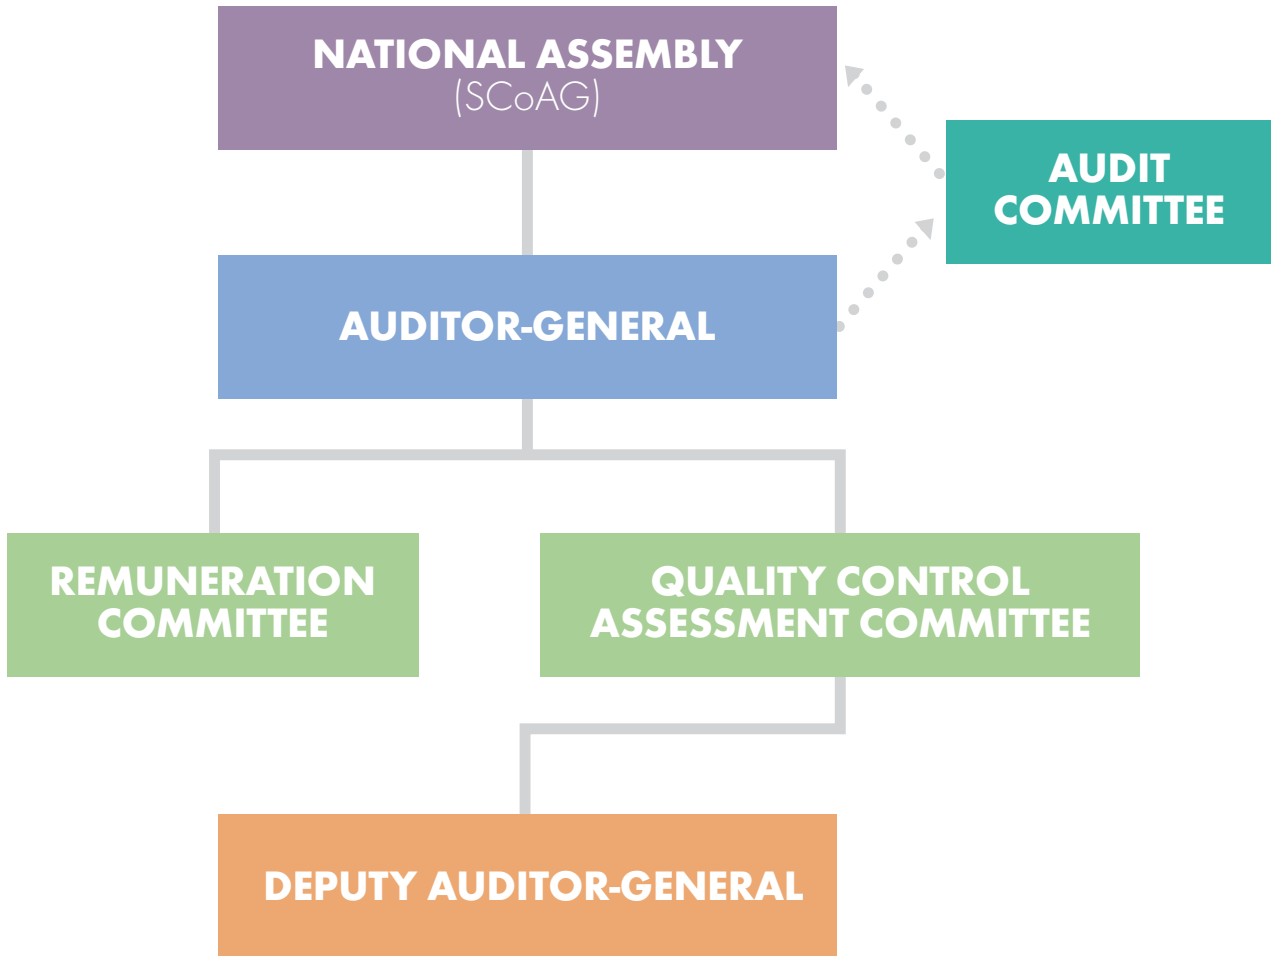 NATIONAL ASSEMBLY
(SCoAG)
AUDIT
COMMITTEE
AUDITOR-GENERAL
REMUNERATION
COMMITTEE
QUALITY CONTROL
ASSESSMENT COMMITTEE
DEPUTY AUDITOR-GENERAL